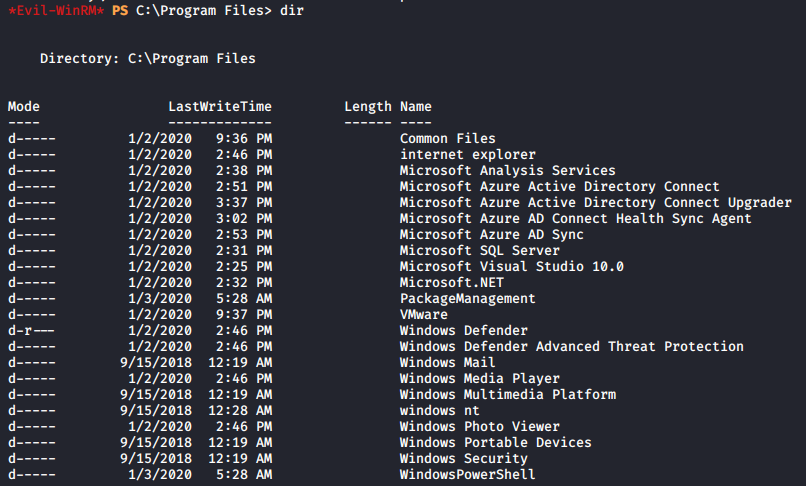 *Evil-WinRM* PS C:\Program Files> dir
Directory: C:\Program Files
Mode                LastWriteTime         Length Name
----                -------------         ------ ----
d-----         1/2/2020   9:36 PM                Common Files
d-----         1/2/2020   2:46 PM                internet explorer
d-----         1/2/2020   2:38 PM                Microsoft Analysis Services
d-----         1/2/2020   2:51 PM                Microsoft Azure Active Directory Connect
d-----         1/2/2020   3:37 PM                Microsoft Azure Active Directory Connect Upgrader
d-----         1/2/2020   3:02 PM                Microsoft Azure AD Connect Health Sync Agent
d-----         1/2/2020   2:53 PM                Microsoft Azure AD Sync
d-----         1/2/2020   2:31 PM                Microsoft SQL Server
d-----         1/2/2020   2:25 PM                Microsoft Visual Studio 10.0
d-----         1/2/2020   2:32 PM                Microsoft.NET
d-----         1/3/2020   5:28 AM                PackageManagement
d-----         1/2/2020   9:37 PM                VMware
d-r---         1/2/2020   2:46 PM                Windows Defender
d-----         1/2/2020   2:46 PM                Windows Defender Advanced Threat Protection
d-----        9/15/2018  12:19 AM                Windows Mail
d-----         1/2/2020   2:46 PM                Windows Media Player
d-----        9/15/2018  12:19 AM                Windows Multimedia Platform
d-----        9/15/2018  12:28 AM                windows nt
d-----         1/2/2020   2:46 PM                Windows Photo Viewer
d-----        9/15/2018  12:19 AM                Windows Portable Devices
d-----        9/15/2018  12:19 AM                Windows Security
d-----         1/3/2020   5:28 AM                WindowsPowerShell